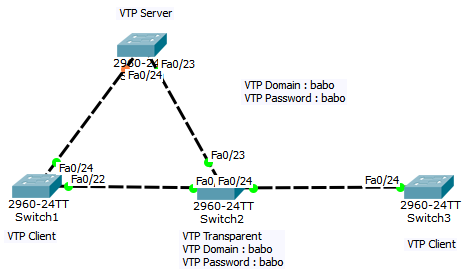 VTP Server
2960-24
Fa0/23
Fa0/24
VTP Domain : babo
VTP Password : babo
Fa0/24
Fa0/23
Fa0/22
Fa0,
Fa0/24
Fa0/24
2960-24TT
Switch1
2960-24TT
Switch2
2960-24TT
Switch3
VTP Client
VTP Transparent
VTP Domain : babo
VTP Password : babo
VTP Client